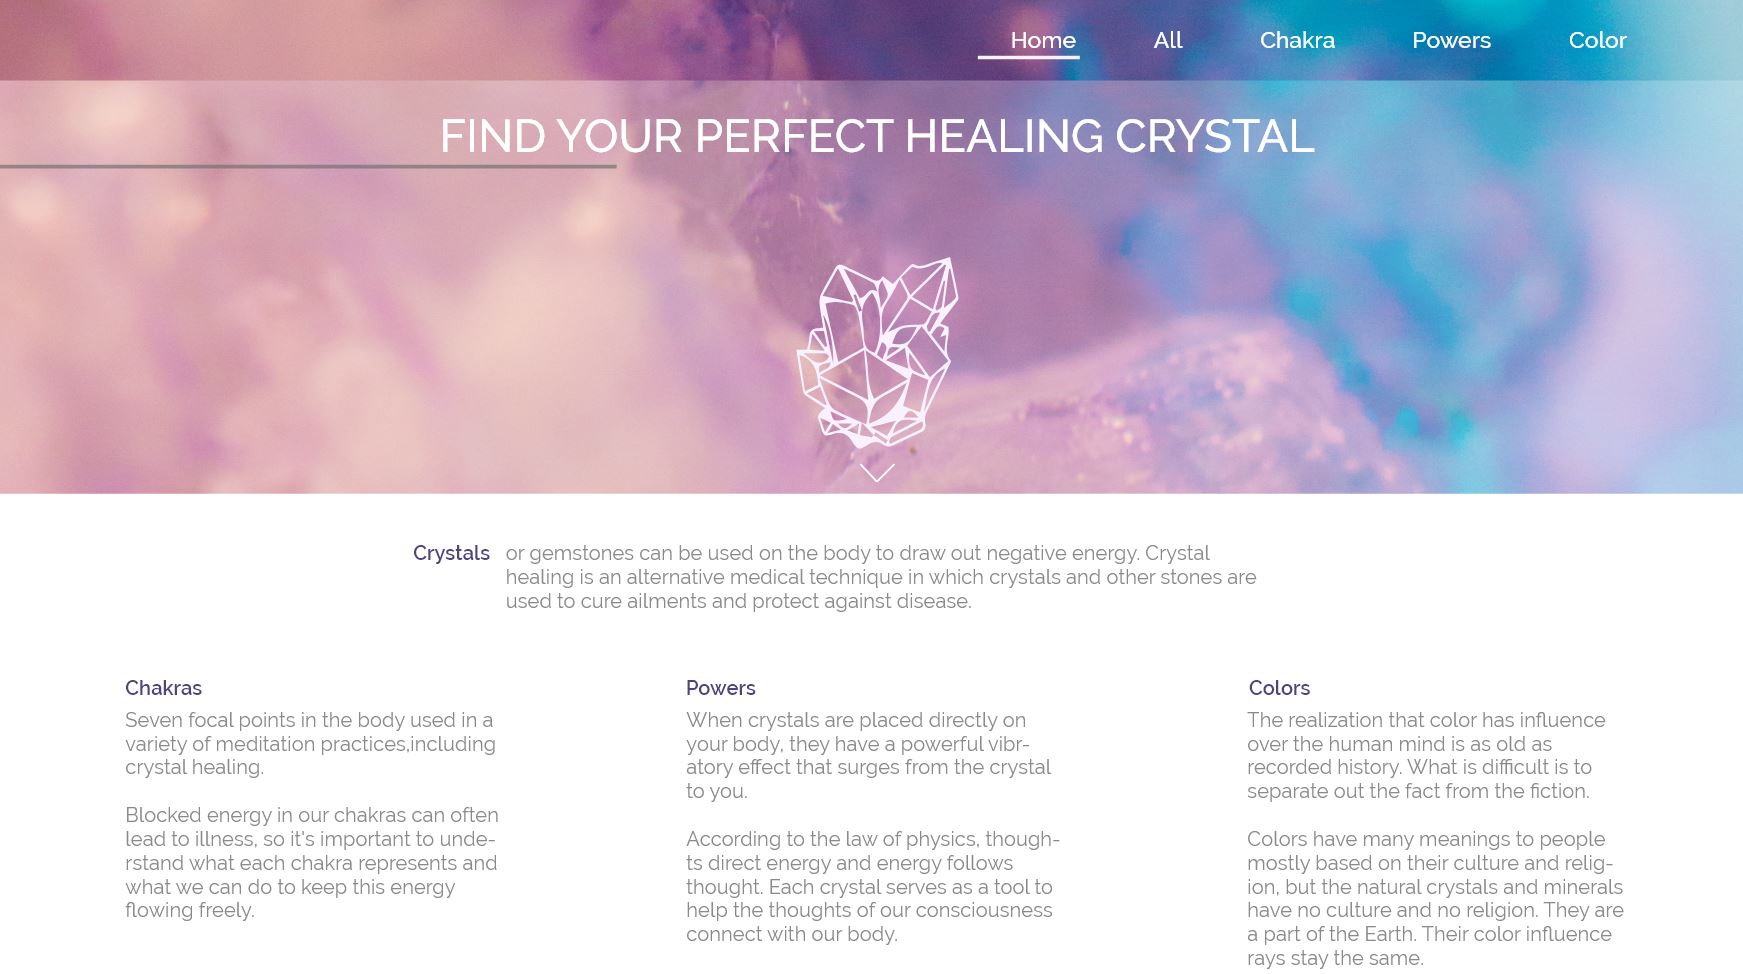 Home All Chakra Powers Color
FIND YOUR PERFECT HEALING CRYSTAL
Crystals or gemstones can be used on the body to draw out negative energy. Crystal
healing is an alternative medical technique in which crystals and other stones are
used to cure ailments and protect against disease.
Chakras
Seven focal points in the body used in a
variety of meditation practices,including
crystal healing.
Blocked energy in our chakras can often
lead to illness, so it's important to unde-
rstand what each chakra represents and
what we can do to keep this energy
flowing freely.
Powers
When crystals are placed directly on
your body, they have a powerful vibr-
atory effect that surges from the crystal
to you.
According to the law of physics, though-
ts direct energy and energy follows
thought. Each crystal serves as a tool to
help the thoughts of our consciousness
connect with our body.
Colors
The realization that color has influence
over the human mind is as old as
recorded history. What is difficult is to
separate out the fact from the fiction.
Colors have many meanings to people
mostly based on their culture and relig-
ion, but the natural crystals and minerals
have no culture and no religion. They are
a part of the Earth. Their color influence
rays stay the same.